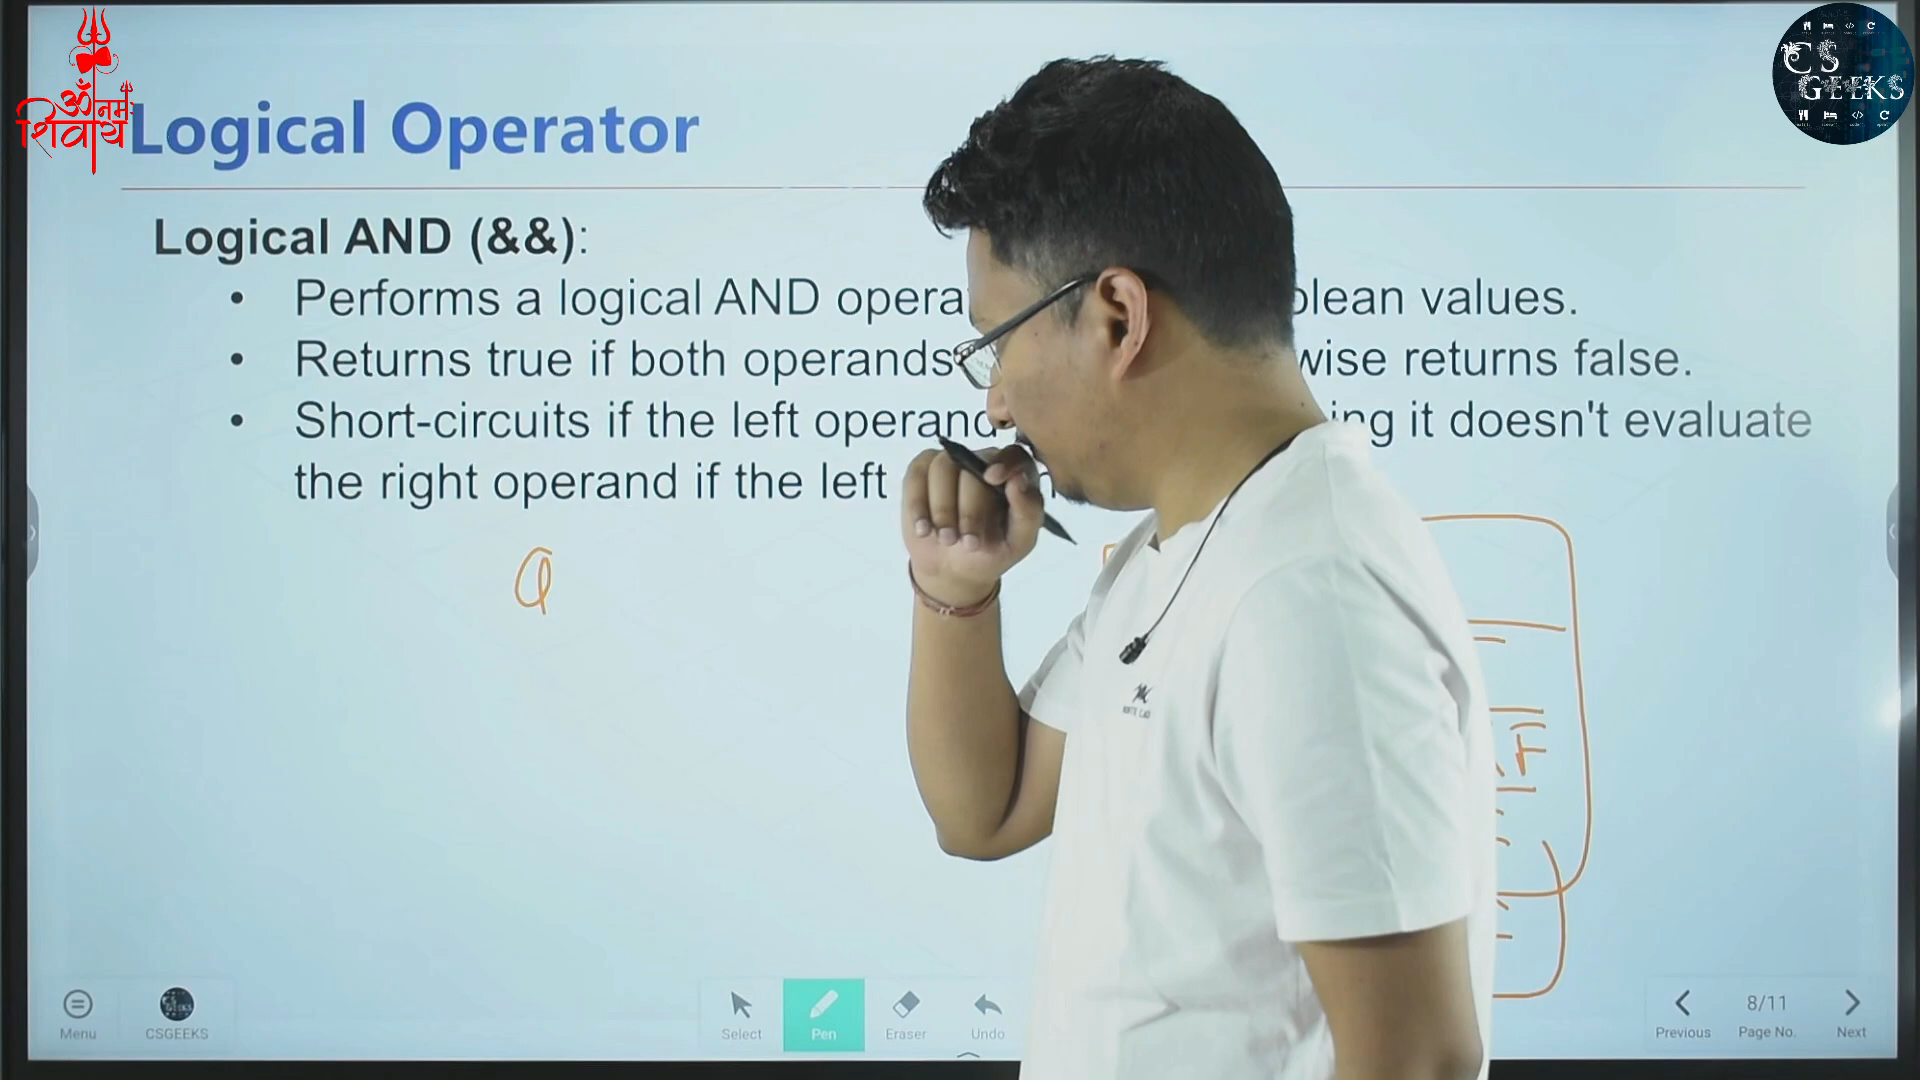 ॐ नमः
शिवाय
CS
GEEKS
Logical Operator
Logical AND (&&):
• Performs a logical AND opera olean values.
• Returns true if both operands wise returns false.
• Short-circuits if the left operand ing it doesn't evaluate
the right operand if the left
a
Menu
CSGEEKS
Select
Pen
Eraser
Undo
Previous
8/11
Page No.
Next